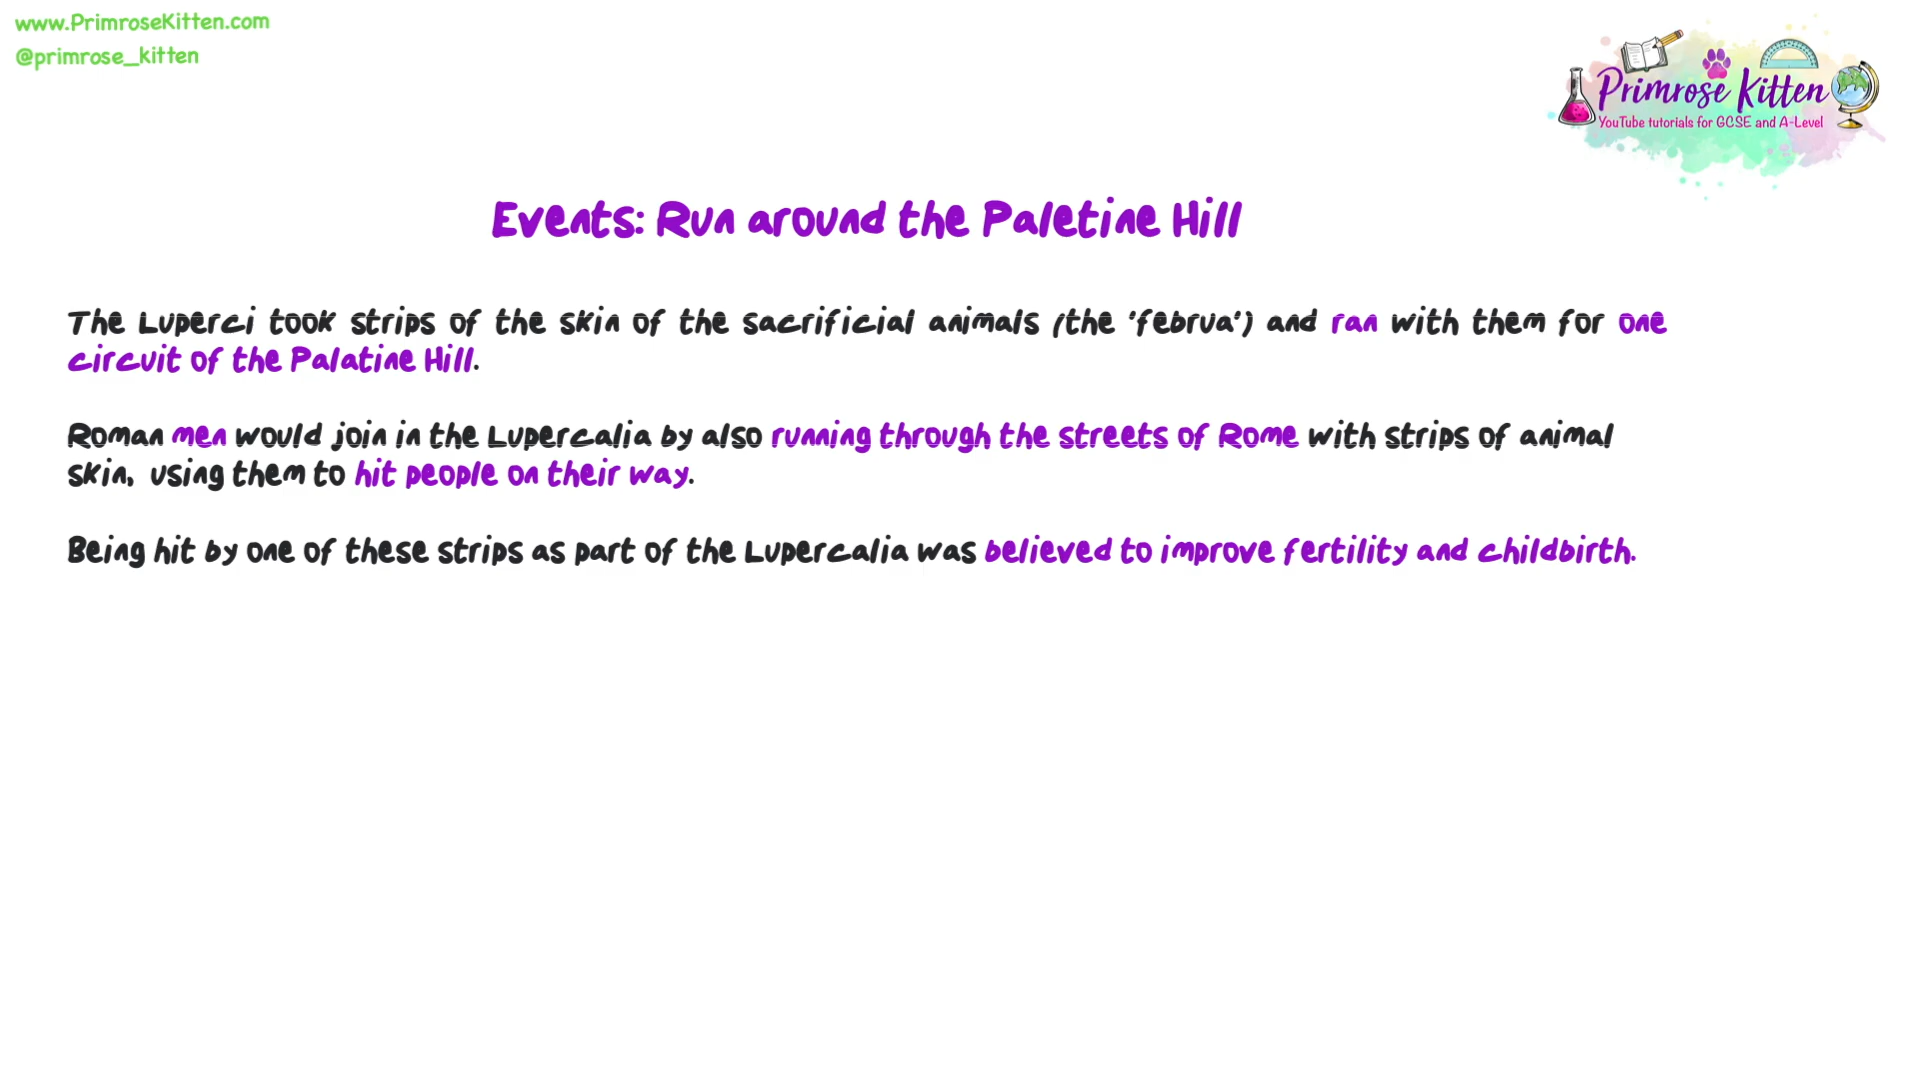 www.PrimroseKitten.com
@primrose_kitten
Primrose Kitten
YouTube tutorials for GCSE and A-Level
Events: Run around the Paletine Hill
The Luperci took strips of the skin of the sacrificial animals (the 'februa') and ran with them for one
circuit of the Palatine Hill.
Roman men would join in the Lupercalia by also running through the streets of Rome with strips of animal
skin, using them to hit people on their way.
Being hit by one of these strips as part of the Lupercalia was believed to improve fertility and childbirth.